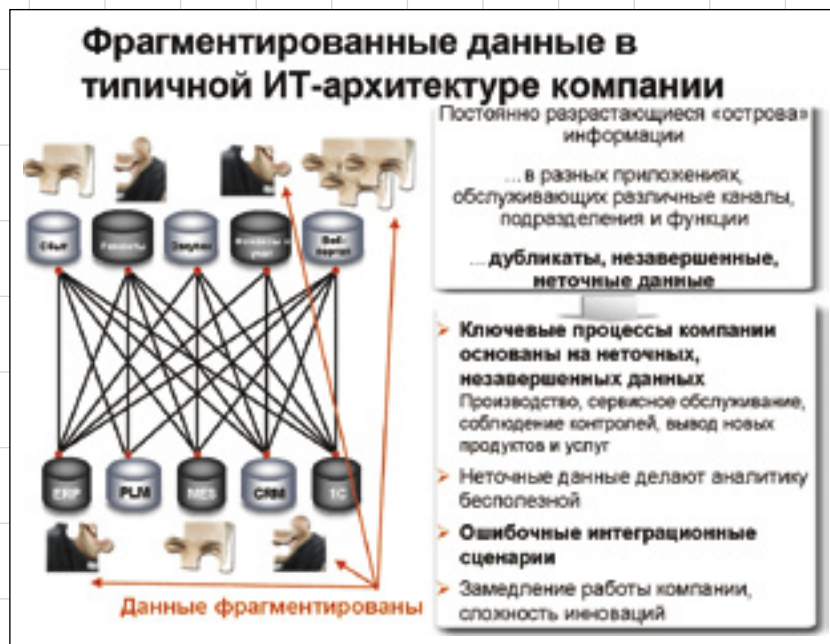 Фрагментированные данные в
типичной ИТ-архитектуре компании
Постоянно разрастающиеся «острова»
информации
...в разных приложениях,
обслуживающих различные каналы,
подразделения и функции
...дубликаты, незавершенные,
неточные данные
Сбыт
Закупки
Финансы и учет
Веб-портал
Ключевые процессы компании
основаны на неточных,
незавершенных данных
Производство, сервисное обслуживание,
соблюдение контролей, вывод новых
продуктов и услуг
Неточные данные делают аналитику
бесполезной
Ошибочные интеграционные
сценарии
Замедление работы компании,
сложность инноваций
ERP
PLM
MES
CRM
1C
Данные фрагментированы